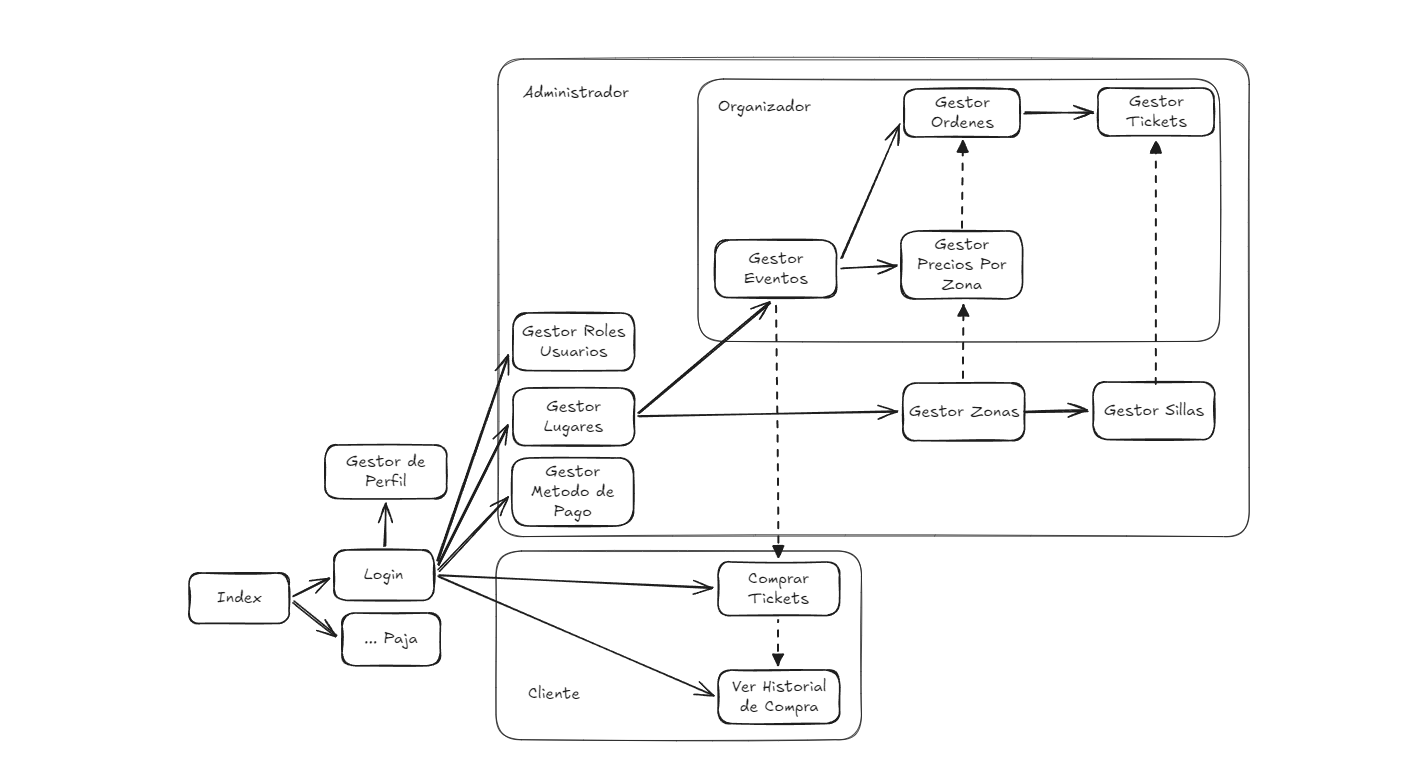 Administrador
Organizador
Gestor
Ordenes
Gestor
Tickets
Gestor
Eventos
Gestor
Precios Por
Zona
Gestor Roles
Usuarios
Gestor
Lugares
Gestor Zonas
Gestor Sillas
Gestor
Metodo de
Pago
Gestor de
Perfil
Login
Index
... Paja
Comprar
Tickets
Cliente
Ver Historial
de Compra